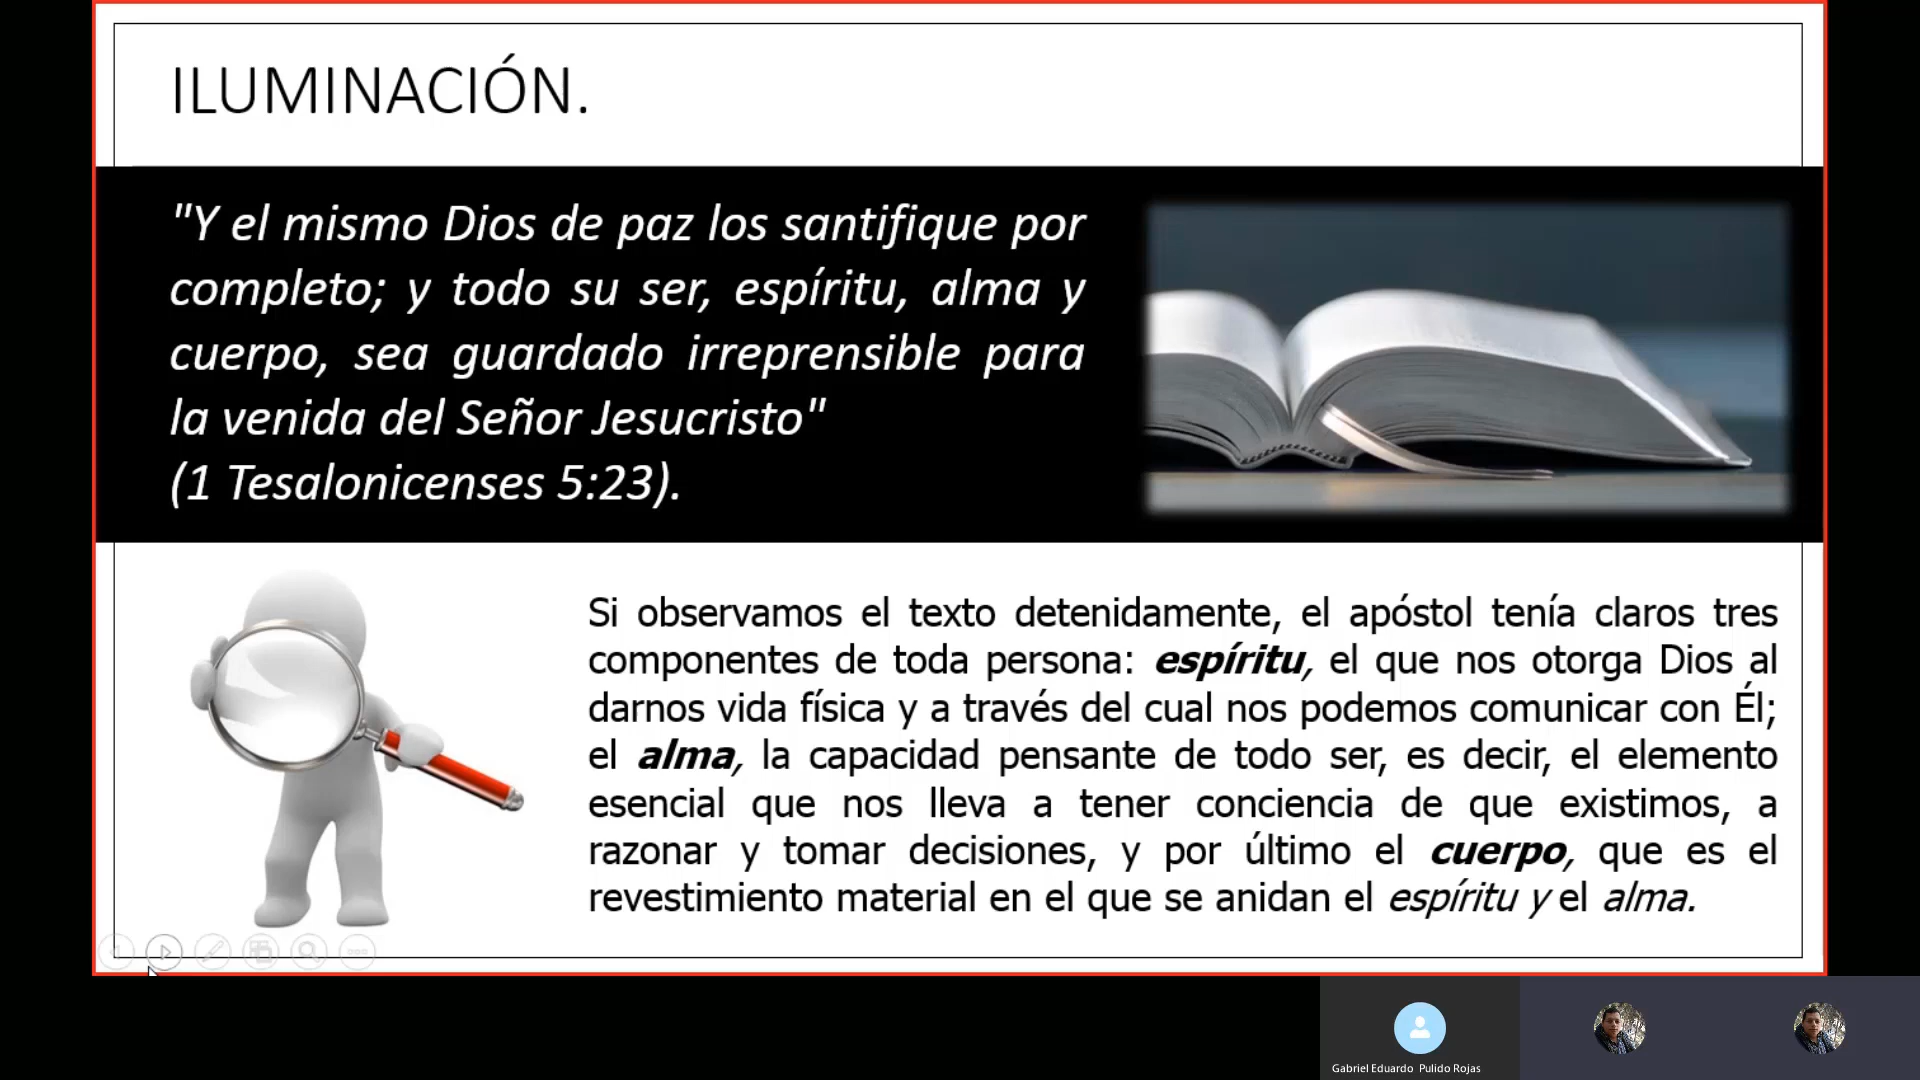 ILUMINACIÓN.
"Y el mismo Dios de paz los santifique por
completo; y todo su ser, espíritu, alma y
cuerpo, sea guardado irreprensible para
la venida del Señor Jesucristo"
(1 Tesalonicenses 5:23).
Si observamos el texto detenidamente, el apóstol tenía claros tres
componentes de toda persona: espíritu, el que nos otorga Dios al
darnos vida física y a través del cual nos podemos comunicar con Él;
el alma, la capacidad pensante de todo ser, es decir, el elemento
esencial que nos lleva a tener conciencia de que existimos, a
razonar y tomar decisiones, y por último el cuerpo, que es el
revestimiento material en el que se anidan el espíritu y el alma.
Gabriel Eduardo Pulido Rojas